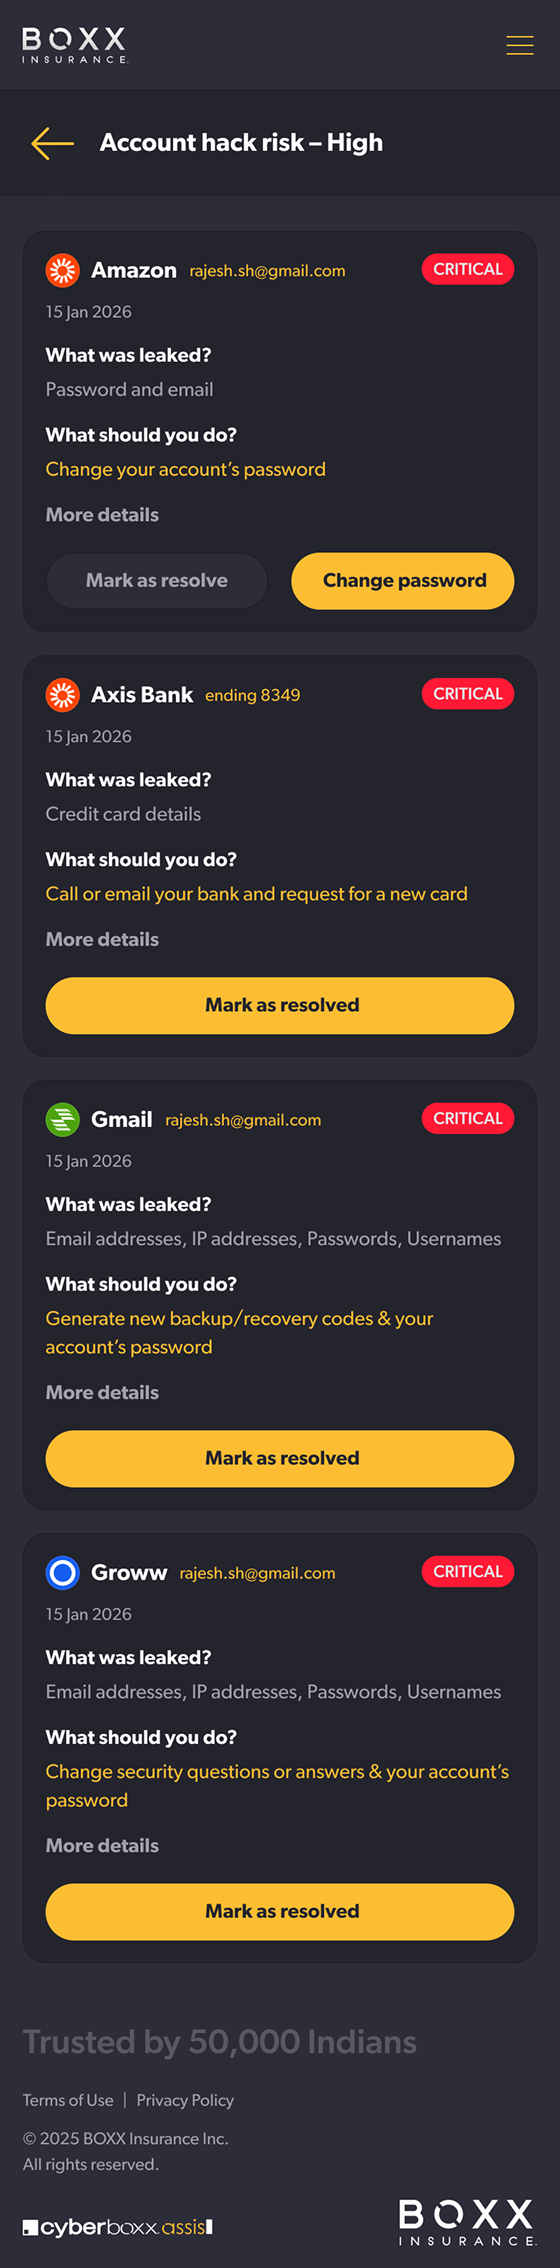 BOXX
INSURANCE.
Account hack risk – High
Amazon rajesh.sh@gmail.com CRITICAL
15 Jan 2026
What was leaked?
Password and email
What should you do?
Change your account’s password
More details
Mark as resolve Change password
Axis Bank ending 8349 CRITICAL
15 Jan 2026
What was leaked?
Credit card details
What should you do?
Call or email your bank and request for a new card
More details
Mark as resolved
Gmail rajesh.sh@gmail.com CRITICAL
15 Jan 2026
What was leaked?
Email addresses, IP addresses, Passwords, Usernames
What should you do?
Generate new backup/recovery codes & your
account’s password
More details
Mark as resolved
Groww rajesh.sh@gmail.com CRITICAL
15 Jan 2026
What was leaked?
Email addresses, IP addresses, Passwords, Usernames
What should you do?
Change security questions or answers & your account’s
password
More details
Mark as resolved
Trusted by 50,000 Indians
Terms of Use | Privacy Policy
© 2025 BOXX Insurance Inc.
All rights reserved.
cyberboxx assist
BOXX
INSURANCE.